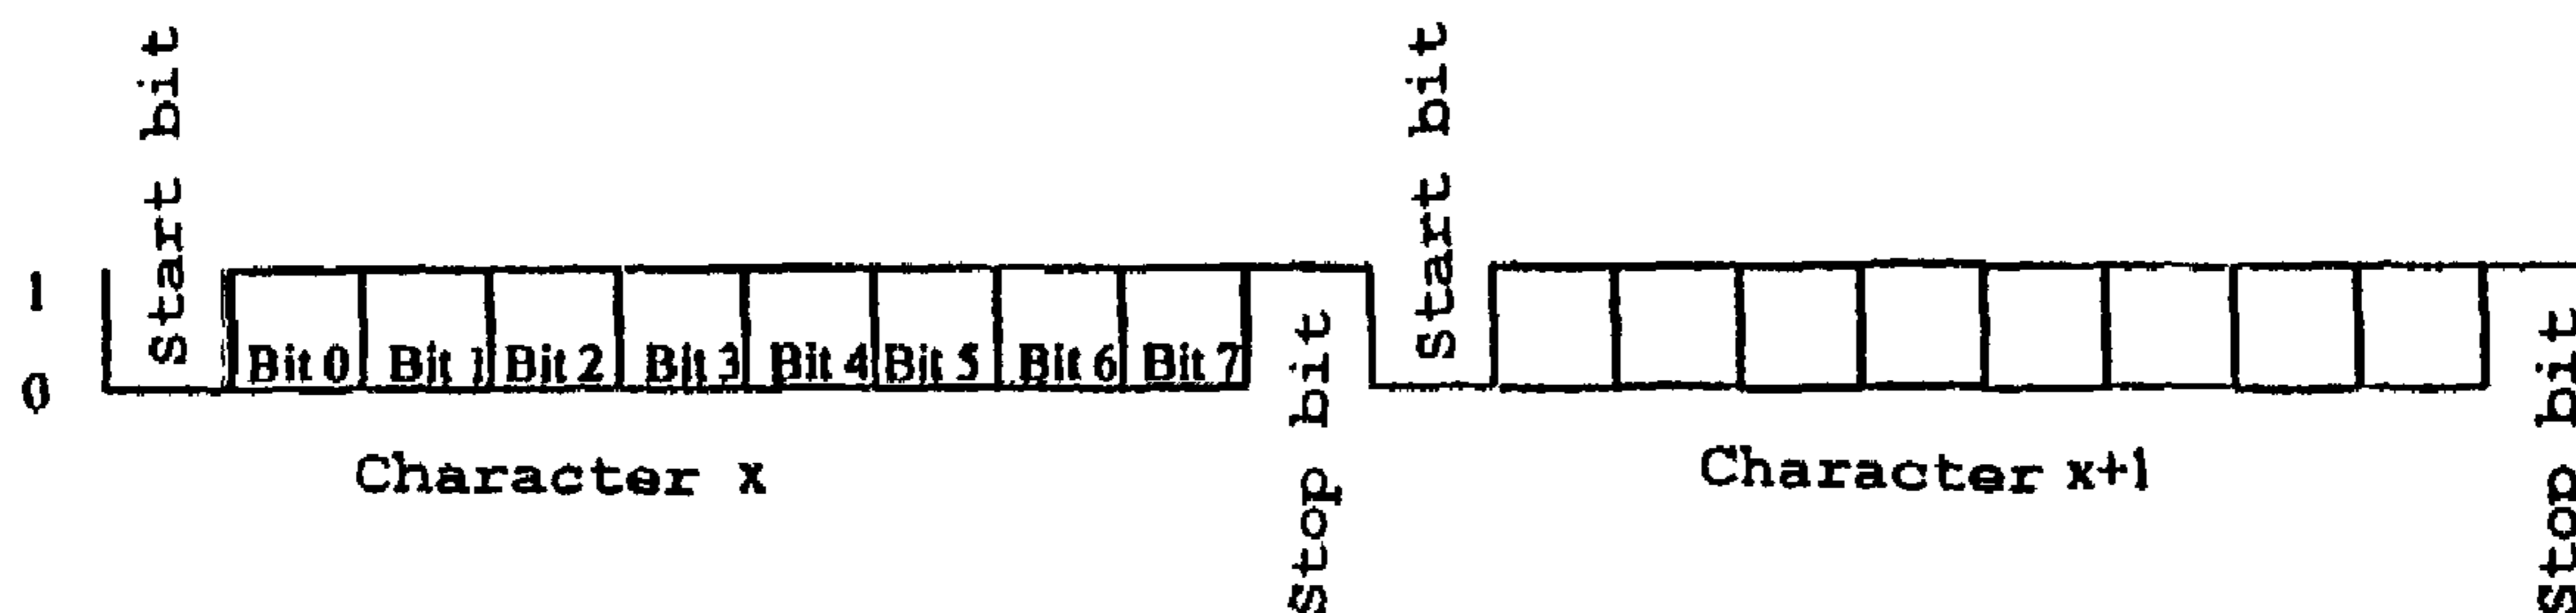 Start bit
Start bit
1
0
Bit 0 Bit 1 Bit 2 Bit 3 Bit 4 Bit 5 Bit 6 Bit 7
Stop bit
Stop bit
Character x
Character x+1